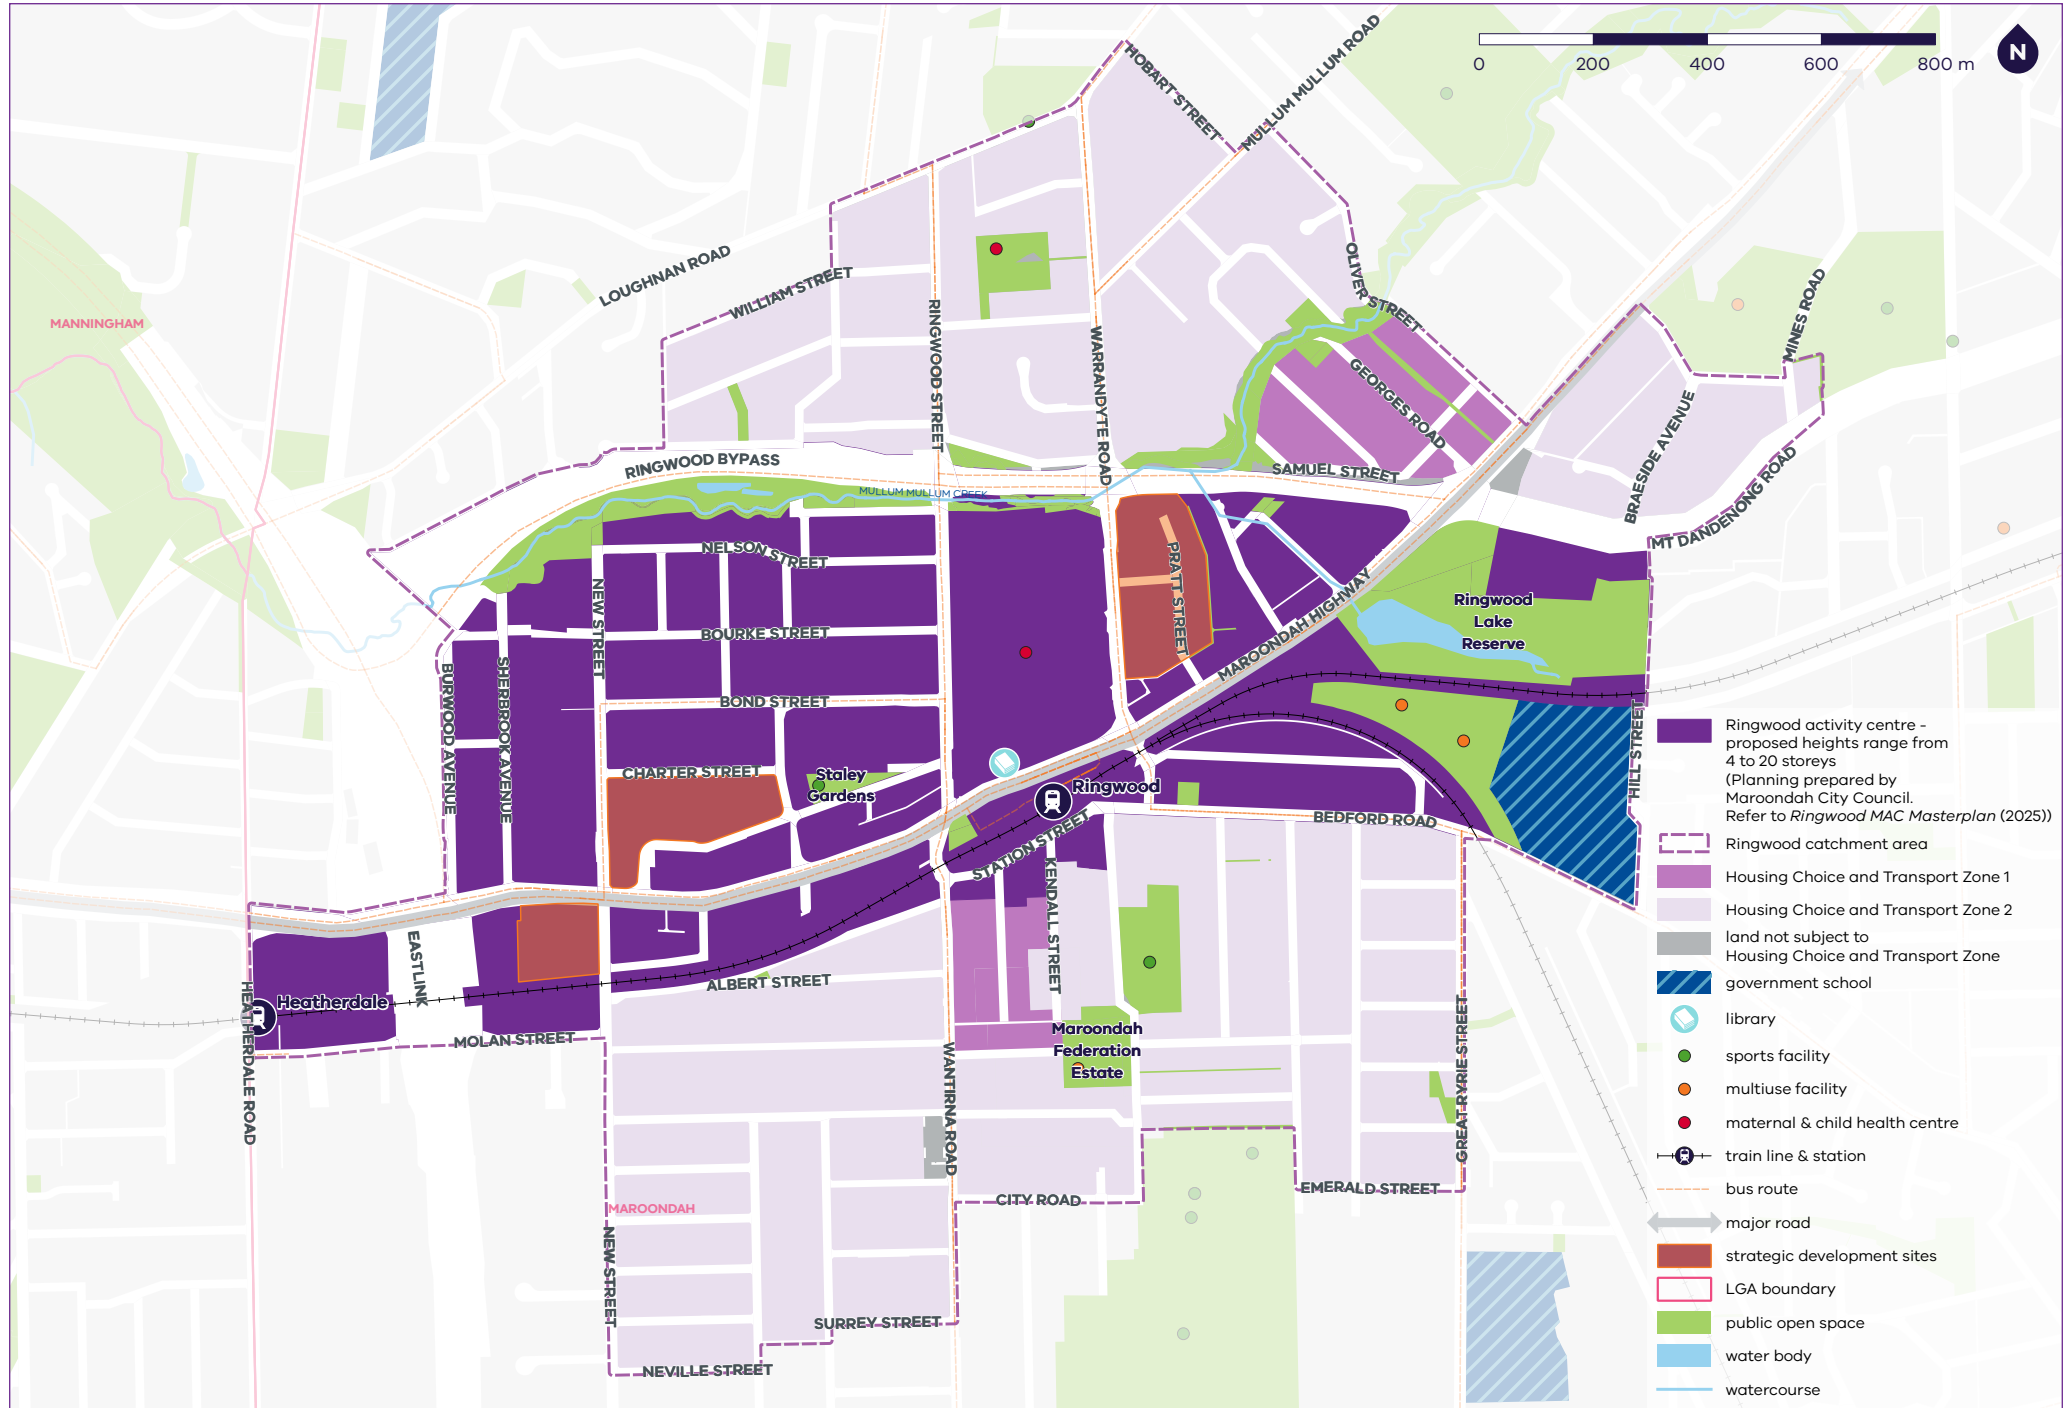 HOBART STREET
MULLUM MULLUM ROAD
0 200 400 600 800 m
N
LOUGHNAN ROAD
WILLIAM STREET
OLIVER STREET
MANNINGHAM
RINGWOOD STREET
WARRANDYTE ROAD
GEORGES ROAD
MINES ROAD
BRAESIDE AVENUE
MT DANDENONG ROAD
RINGWOOD BYPASS
SAMUEL STREET
MULLUM MULLUM CREEK
NELSON STREET
NEW STREET
PRATT STREET
BOURKE STREET
MAROONDAH HIGHWAY
Ringwood
Lake
Reserve
BURWOOD AVENUE
SHERBROOK AVENUE
BOND STREET
CHARTER STREET
Staley
Gardens
Ringwood
HILL STREET
STATION STREET
BEDFORD ROAD
KENDALL STREET
EASTLINK
ALBERT STREET
Heatherdale
HEATHERDALE ROAD
MOLAN STREET
Maroondah
Federation
Estate
WANTIRNA ROAD
GREAT RYRIE STREET
EMERALD STREET
CITY ROAD
MAROONDAH
NEW STREET
SURREY STREET
NEVILLE STREET
Ringwood activity centre -
proposed heights range from
4 to 20 storeys
(Planning prepared by
Maroondah City Council.
Refer to Ringwood MAC Masterplan (2025))
Ringwood catchment area
Housing Choice and Transport Zone 1
Housing Choice and Transport Zone 2
land not subject to
Housing Choice and Transport Zone
government school
library
sports facility
multiuse facility
maternal & child health centre
train line & station
bus route
major road
strategic development sites
LGA boundary
public open space
water body
watercourse